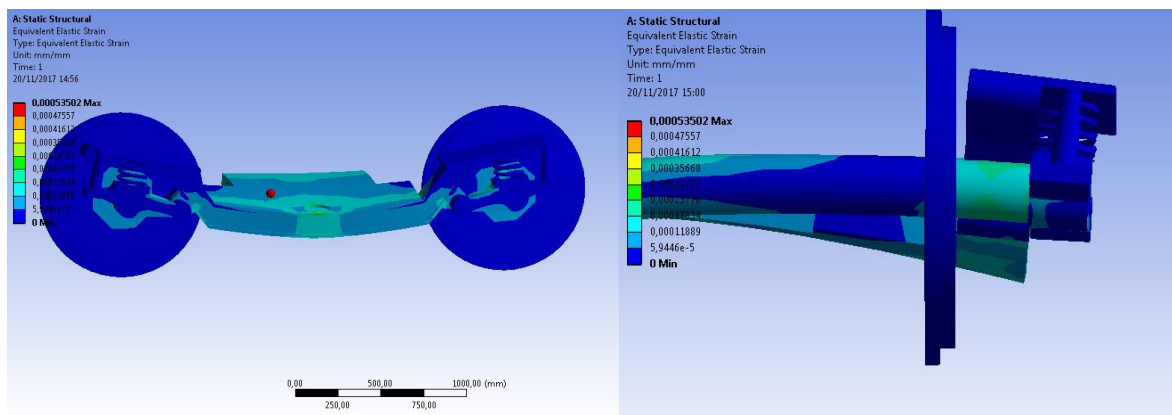 A: Static Structural
Equivalent Elastic Strain
Type: Equivalent Elastic Strain
Unit: mm/mm
Time: 1
20/11/2017 14:56
0,00053502 Max
0,00047557
0,00041612
0 Min
0,00 500,00 1000,00 (mm)
250,00 750,00
A: Static Structural
Equivalent Elastic Strain
Type: Equivalent Elastic Strain
Unit: mm/mm
Time: 1
20/11/2017 15:00
0,00053502 Max
0,00047557
0,00041612
0,00035668
0,00011889
5,9446e-5
0 Min